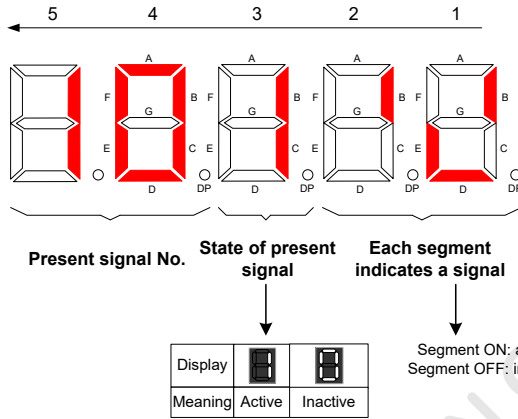 5 4 3 2 1
A A A A
F B F B F B F B
G G G G
E C E C E C E C
D DP D DP D DP D
Present signal No.
State of present
signal
Each segment
indicates a signal
Segment ON:
Segment OFF:
Display
Meaning Active Inactive